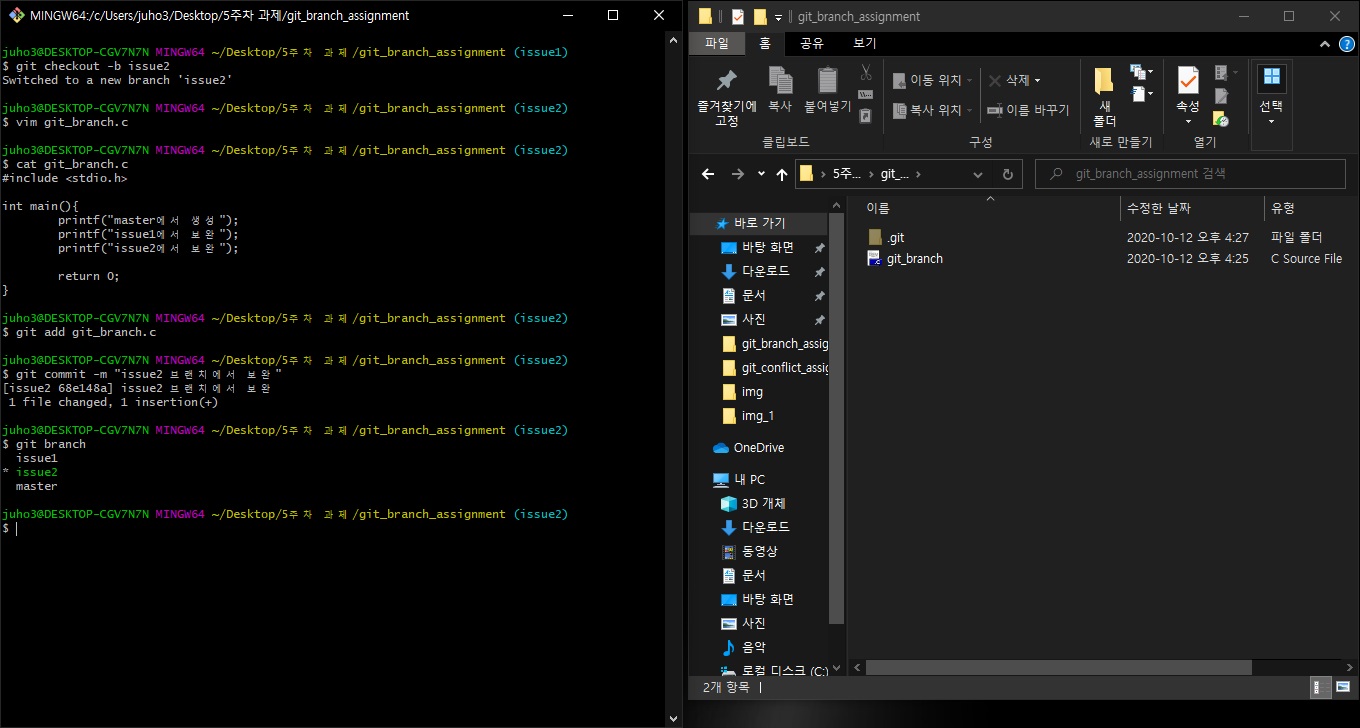 MINGW64:/c/Users/juho3/Desktop/5주차 과제/git_branch_assignment
juho3@DESKTOP-CGV7N7N MINGW64 ~/Desktop/5주차 과제/git_branch_assignment (issue1)
$ git checkout -b issue2
Switched to a new branch 'issue2'
juho3@DESKTOP-CGV7N7N MINGW64 ~/Desktop/5주차 과제/git_branch_assignment (issue2)
$ vim git_branch.c
juho3@DESKTOP-CGV7N7N MINGW64 ~/Desktop/5주차 과제/git_branch_assignment (issue2)
$ cat git_branch.c
#include <stdio.h>
int main(){
printf("master에서 생성");
printf("issue1에서 보완");
printf("issue2에서 보완");
return 0;
}
juho3@DESKTOP-CGV7N7N MINGW64 ~/Desktop/5주차 과제/git_branch_assignment (issue2)
$ git add git_branch.c
juho3@DESKTOP-CGV7N7N MINGW64 ~/Desktop/5주차 과제/git_branch_assignment (issue2)
$ git commit -m "issue2 브랜치에서 보완"
[issue2 68e148a] issue2 브랜치에서 보완
1 file changed, 1 insertion(+)
juho3@DESKTOP-CGV7N7N MINGW64 ~/Desktop/5주차 과제/git_branch_assignment (issue2)
$ git branch
issue1
* issue2
master
juho3@DESKTOP-CGV7N7N MINGW64 ~/Desktop/5주차 과제/git_branch_assignment (issue2)
$
git_branch_assignment
파일 홈 공유 보기
즐겨찾기에 고정
복사
붙여넣기
클립보드
이동 위치
복사 위치
삭제
이름 바꾸기
구성
새 폴더
새로 만들기
속성
열기
선택
5주... git_...
git_branch_assignment 검색
바로 가기
바탕 화면
다운로드
문서
사진
git_branch_assig
git_conflict_assig
img
img_1
OneDrive
내 PC
3D 개체
다운로드
동영상
문서
바탕 화면
사진
음악
로컬 디스크 (C:)
이름 수정한 날짜 유형
.git 2020-10-12 오후 4:27 파일 폴더
git_branch 2020-10-12 오후 4:25 C Source File
2개 항목